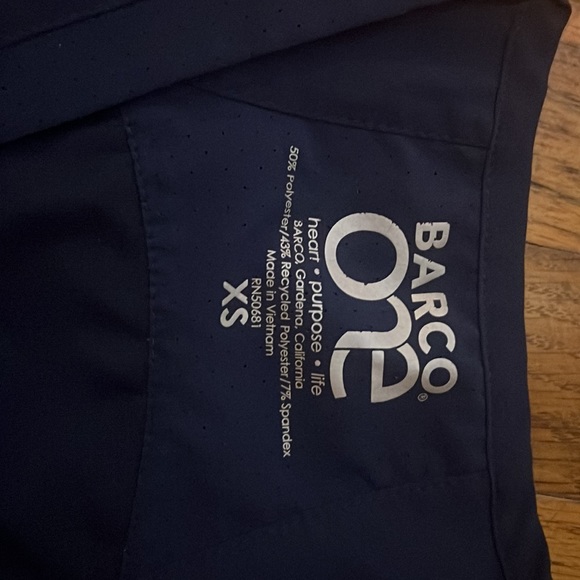 BARCO®
One
heart • purpose • life
BARCO, Gardena, California
50% Polyester/43% Recycled Polyester/7% Spandex
Made in Vietnam
RN50681
XS